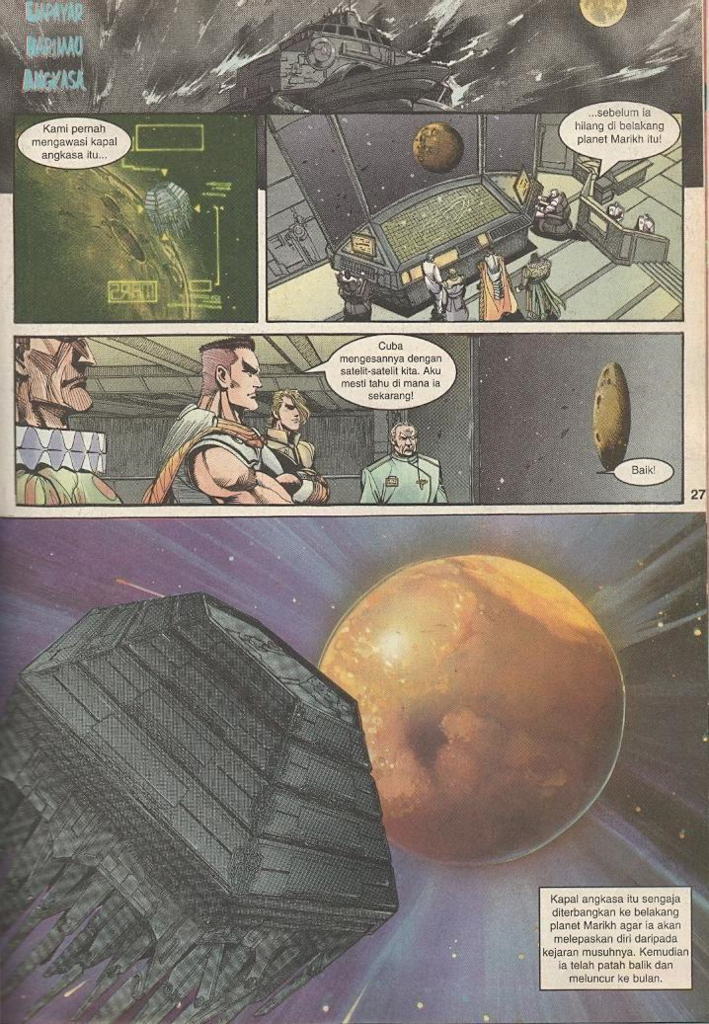 EMPAYAR
HARIMAU
ANGKASA
Kami pernah
mengawasi kapal
angkasa itu...
...sebelum ia
hilang di belakang
planet Marikh itu!
Cuba
mengesannya dengan
satelit-satelit kita. Aku
mesti tahu di mana ia
sekarang!
Baik!
27
Kapal angkasa itu sengaja
diterbangkan ke belakang
planet Marikh agar ia akan
melepaskan diri daripada
kejaran musuhnya. Kemudian
ia telah patah balik dan
meluncur ke bulan.